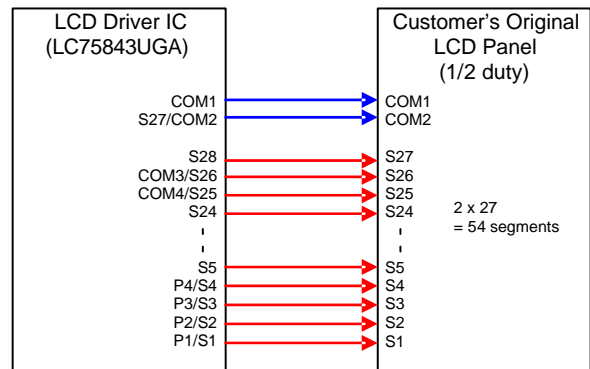 LCD Driver IC
(LC75843UGA)
Customer's Original
LCD Panel
(1/2 duty)
COM1
S27/COM2
S28
COM3/S26
COM4/S25
S24
S5
P4/S4
P3/S3
P2/S2
P1/S1
COM1
COM2
S27
S26
S25
S24
S5
S4
S3
S2
S1
2 x 27
= 54 segments